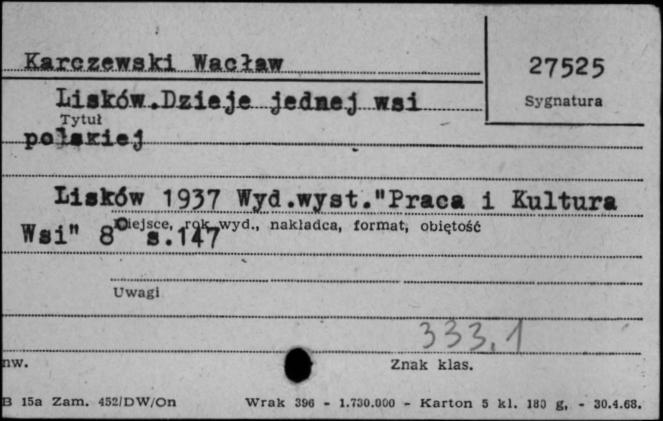 Karczewski Wacław
27525
Sygnatura
Lisków.Dzieje jednej wsi
Tytuł
polskiej
Lisków 1937 Wyd.wyst."Praca i Kultura
Miejsce, rok wyd., nakładca, format, objętość
Wsi" 8° s.147
Uwagi
333.1
nw.
Znak klas.
B 15a Zam. 452/DW/On Wrak 396 - 1.730.000 - Karton 5 kl. 180 g, - 30.4.68.